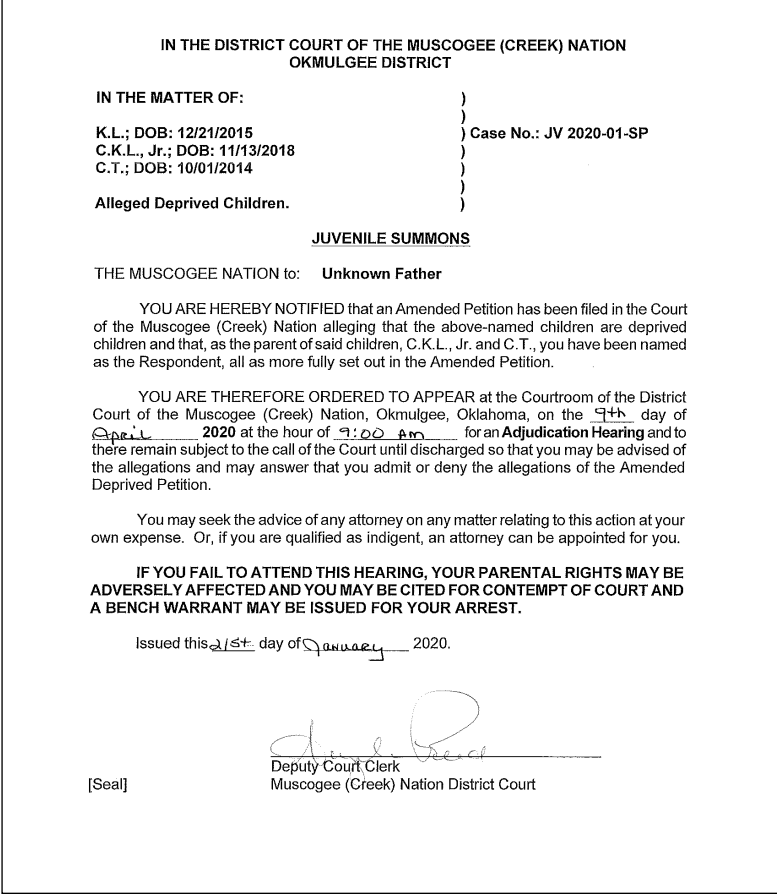 IN THE DISTRICT COURT OF THE MUSCOGEE (CREEK) NATION
OKMULGEE DISTRICT
IN THE MATTER OF: )
)
K.L.; DOB: 12/21/2015 ) Case No.: JV 2020-01-SP
C.K.L., Jr.; DOB: 11/13/2018 )
C.T.; DOB: 10/01/2014 )
)
Alleged Deprived Children. )
JUVENILE SUMMONS
THE MUSCOGEE NATION to: Unknown Father
YOU ARE HEREBY NOTIFIED that an Amended Petition has been filed in the Court
of the Muscogee (Creek) Nation alleging that the above-named children are deprived
children and that, as the parent of said children, C.K.L., Jr. and C.T., you have been named
as the Respondent, all as more fully set out in the Amended Petition.
YOU ARE THEREFORE ORDERED TO APPEAR at the Courtroom of the District
Court of the Muscogee (Creek) Nation, Okmulgee, Oklahoma, on the 9th day of
April 2020 at the hour of 9:00 AM for an Adjudication Hearing and to
there remain subject to the call of the Court until discharged so that you may be advised of
the allegations and may answer that you admit or deny the allegations of the Amended
Deprived Petition.
You may seek the advice of any attorney on any matter relating to this action at your
own expense. Or, if you are qualified as indigent, an attorney can be appointed for you.
IF YOU FAIL TO ATTEND THIS HEARING, YOUR PARENTAL RIGHTS MAY BE
ADVERSELY AFFECTED AND YOU MAY BE CITED FOR CONTEMPT OF COURT AND
A BENCH WARRANT MAY BE ISSUED FOR YOUR ARREST.
Issued this 21st day of January 2020.
Deputy Court Clerk
[Seal] Muscogee (Creek) Nation District Court